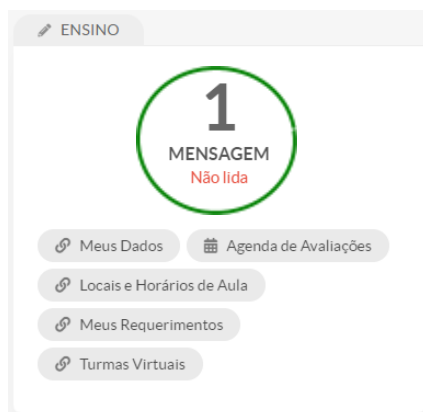 ENSINO
1
MENSAGEM
Não lida
Meus Dados
Agenda de Avaliações
Locais e Horários de Aula
Meus Requerimentos
Turmas Virtuais